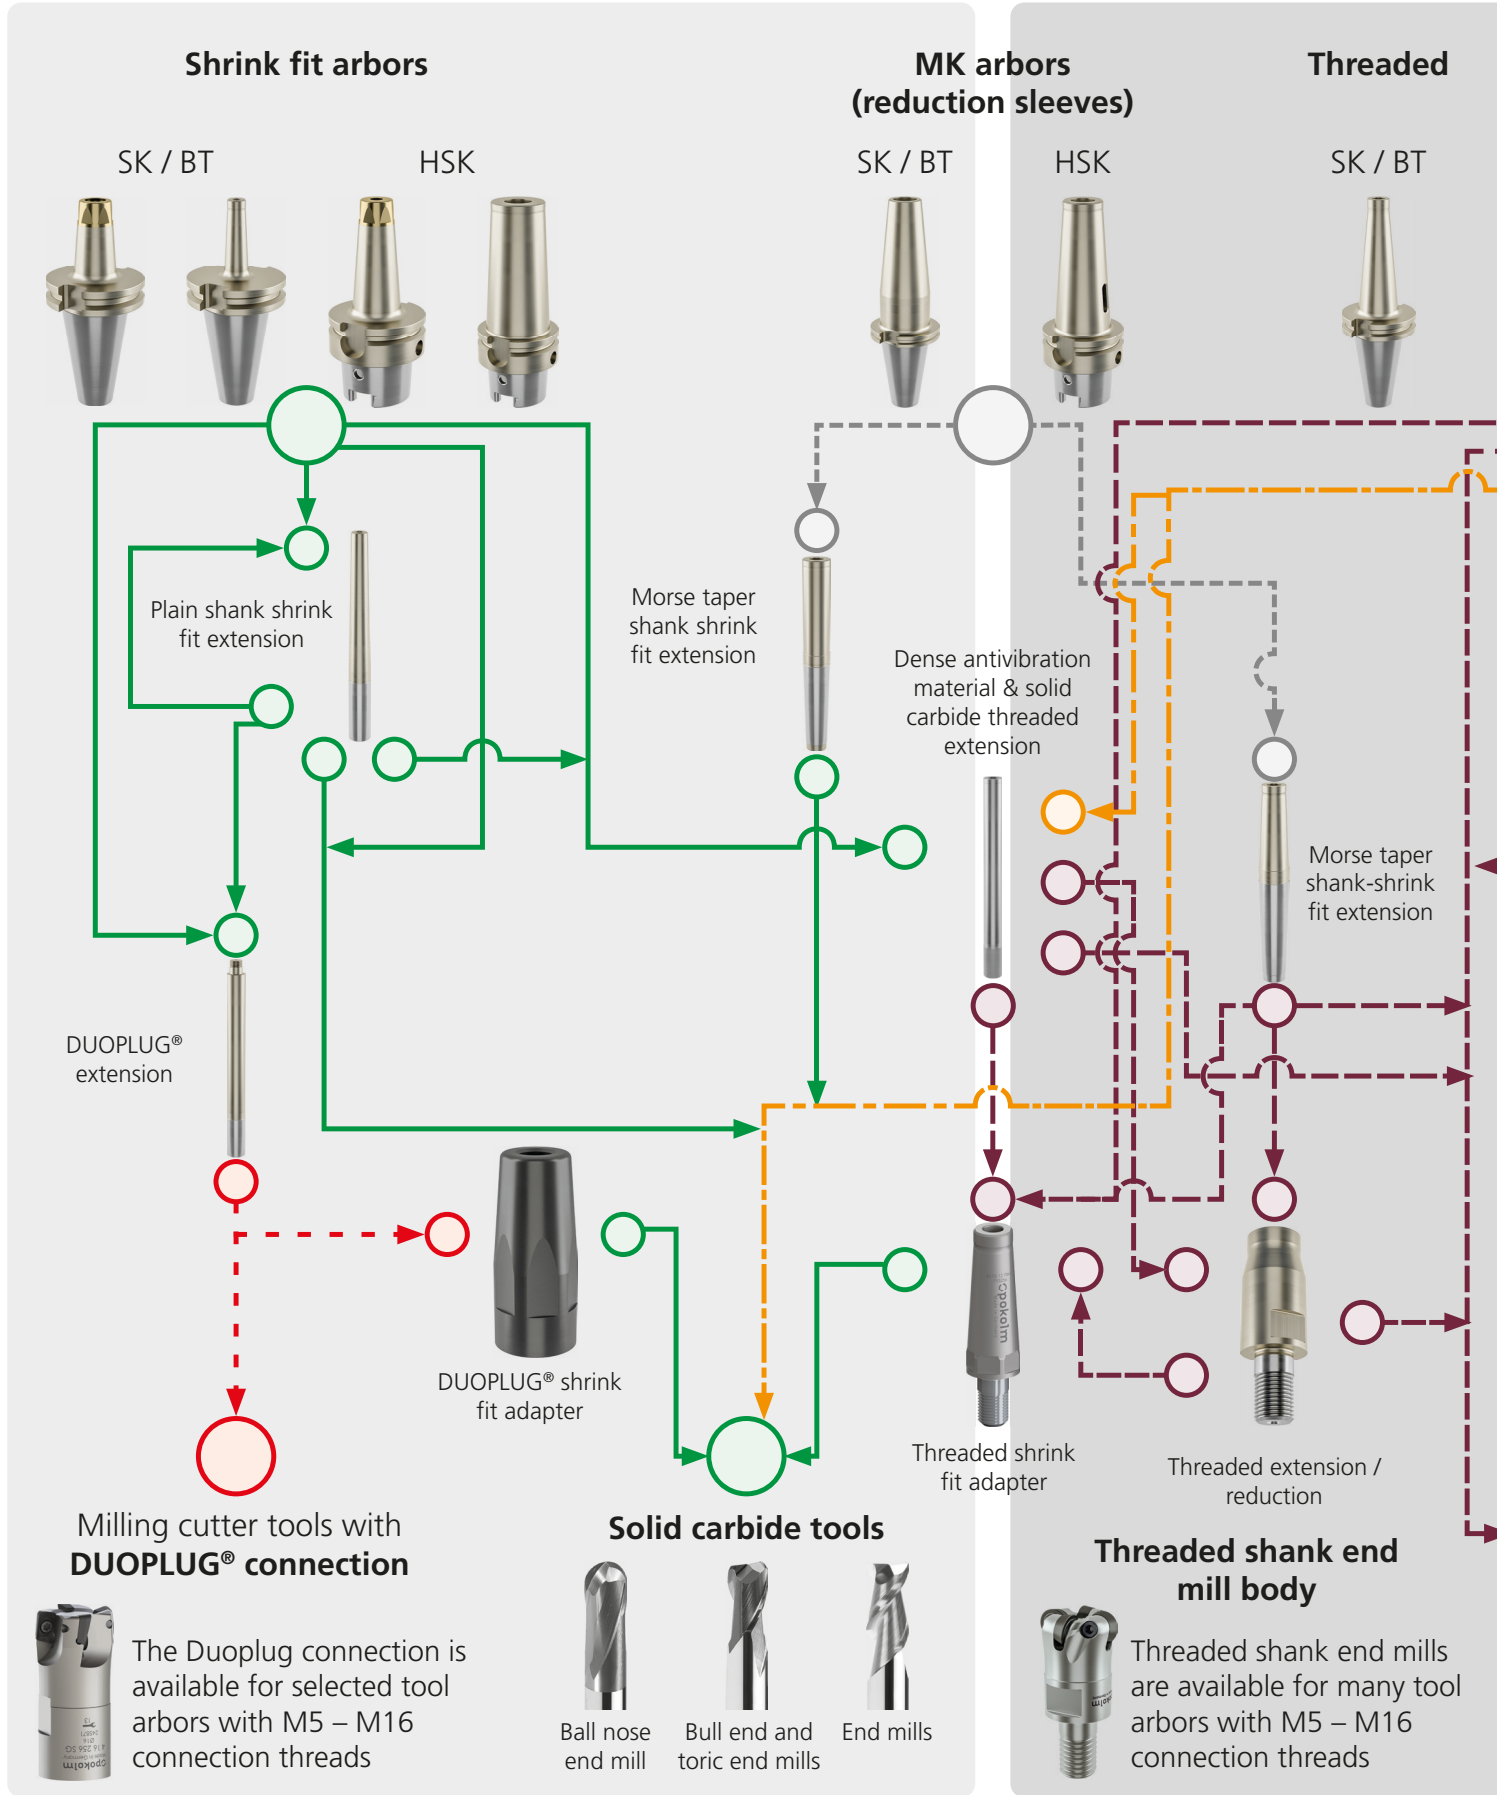 Shrink fit arbors
MK arbors
(reduction sleeves)
Threaded
SK / BT
HSK
SK / BT
HSK
SK / BT
Plain shank shrink
fit extension
Morse taper
shank shrink
fit extension
Dense antivibration
material & solid
carbide threaded
extension
Morse taper
shank-shrink
fit extension
DUOPLUG®
extension
DUOPLUG® shrink
fit adapter
spokolm
Threaded shrink
fit adapter
Threaded extension /
reduction
Milling cutter tools with
DUOPLUG® connection
The Duoplug connection is
available for selected tool
arbors with M5 – M16
connection threads
Solid carbide tools
Ball nose
end mill
Bull end and
toric end mills
End mills
Threaded shank end
mill body
Threaded shank end mills
are available for many tool
arbors with M5 – M16
connection threads